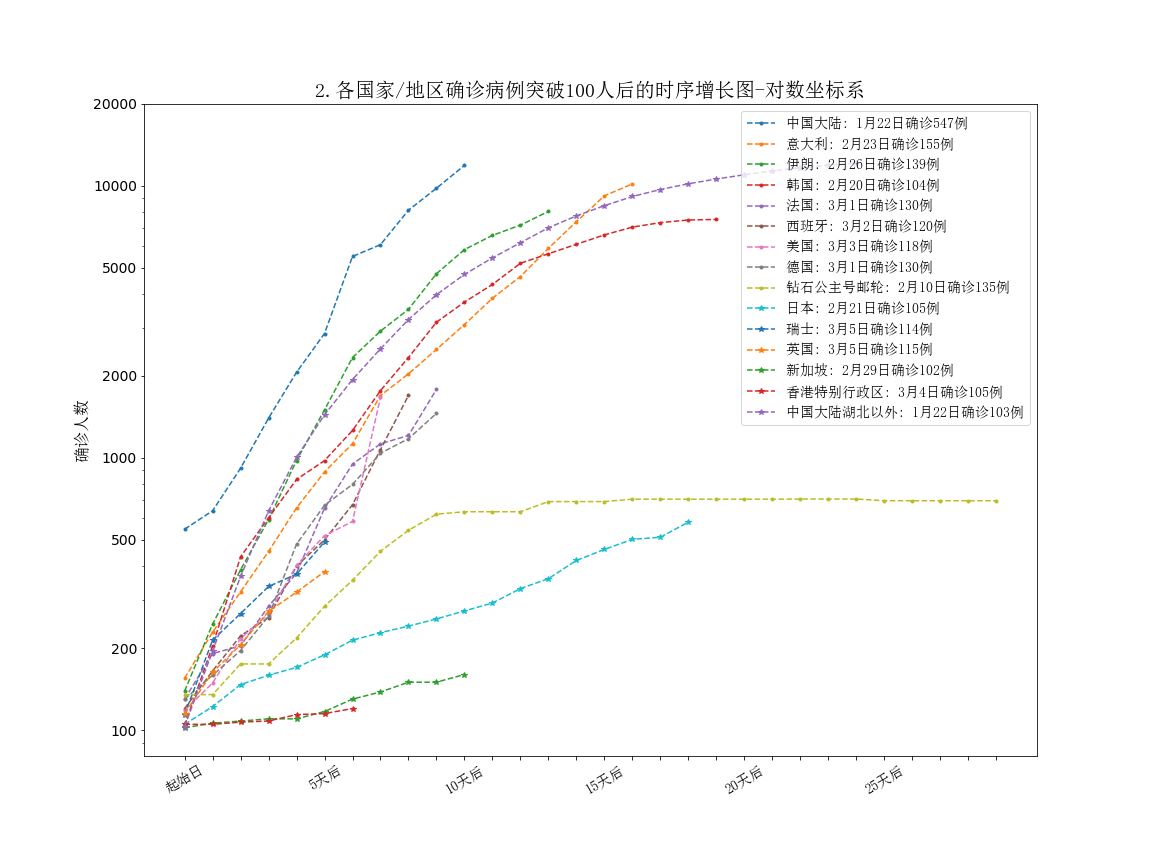 2.各国家/地区确诊病例突破100人后的时序增长图-对数坐标系
20000
10000
5000
2000
1000
500
200
100
确诊人数
中国大陆: 1月22日确诊547例
意大利: 2月23日确诊155例
伊朗: 2月26日确诊139例
韩国: 2月20日确诊104例
法国: 3月1日确诊130例
西班牙: 3月2日确诊120例
美国: 3月3日确诊118例
德国: 3月1日确诊130例
钻石公主号邮轮: 2月10日确诊135例
日本: 2月21日确诊105例
瑞士: 3月5日确诊114例
英国: 3月5日确诊115例
新加坡: 2月29日确诊102例
香港特别行政区: 3月4日确诊105例
中国大陆湖北以外: 1月22日确诊103例
起始日
5天后
10天后
15天后
20天后
25天后